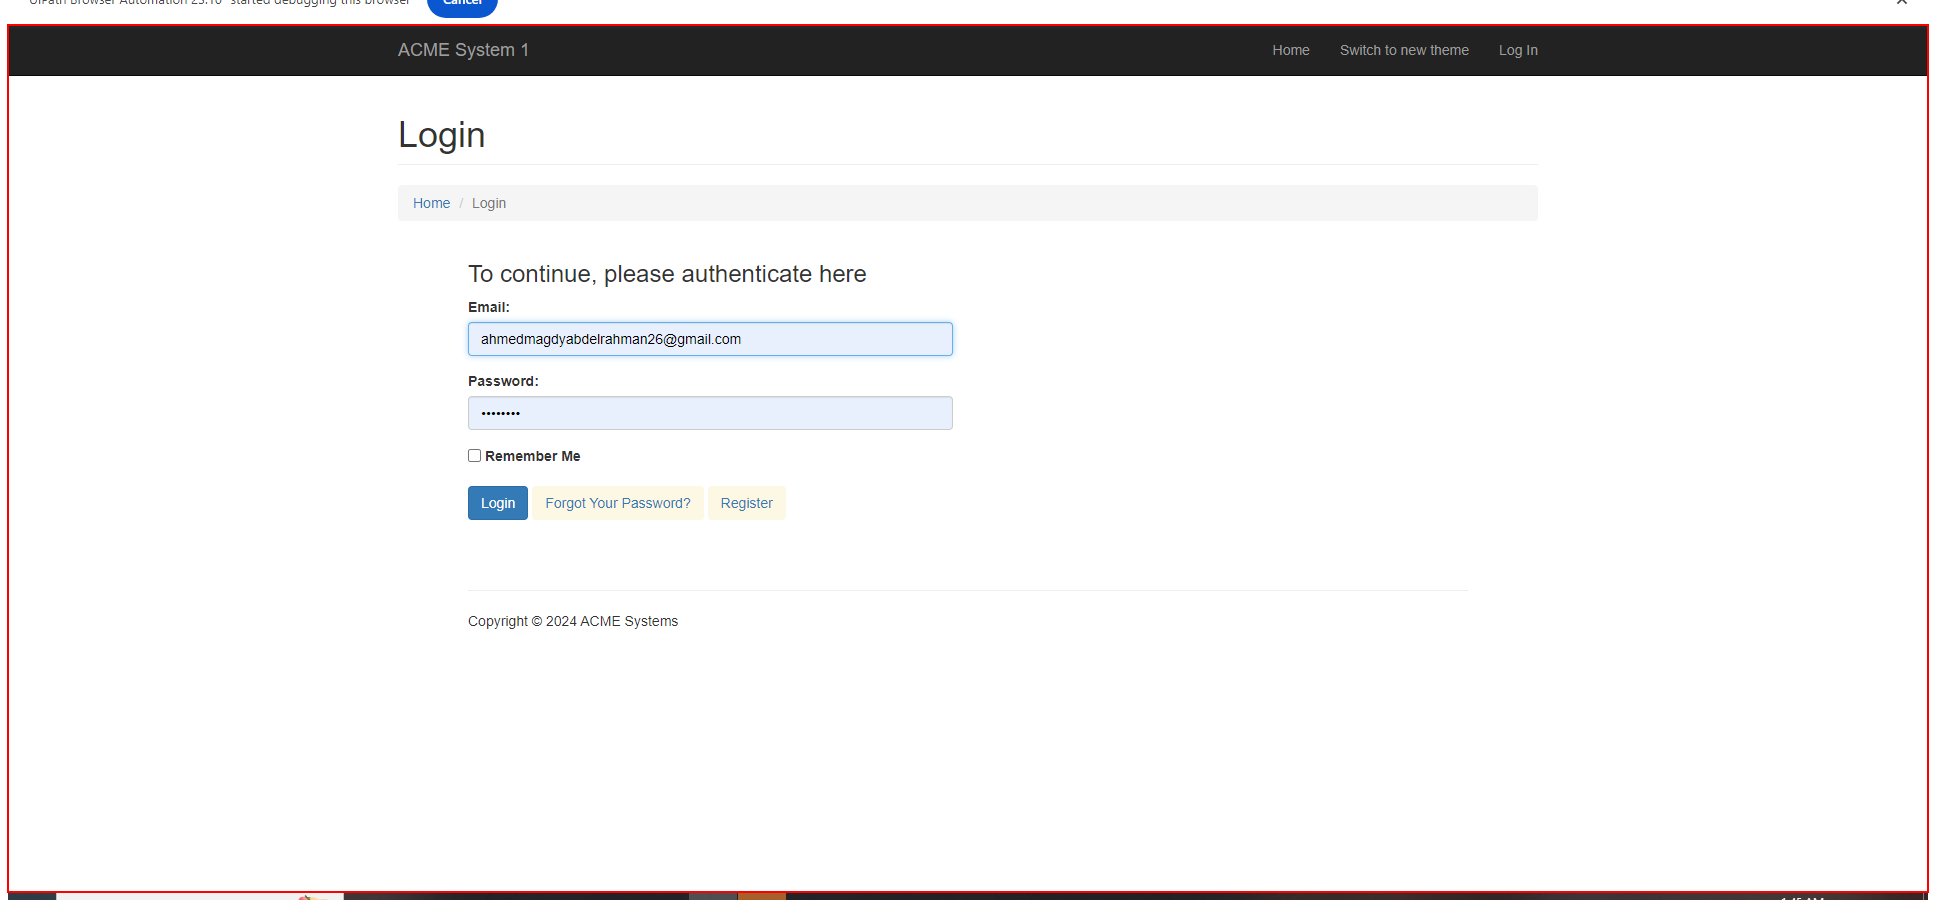 UiPath Browser Automation 23.10" started debugging this browser Cancel
ACME System 1 Home Switch to new theme Log In
Login
Home / Login
To continue, please authenticate here
Email:
ahmedmagdyabdelrahman26@gmail.com
Password:
••••••••
Remember Me
Login Forgot Your Password? Register
Copyright © 2024 ACME Systems